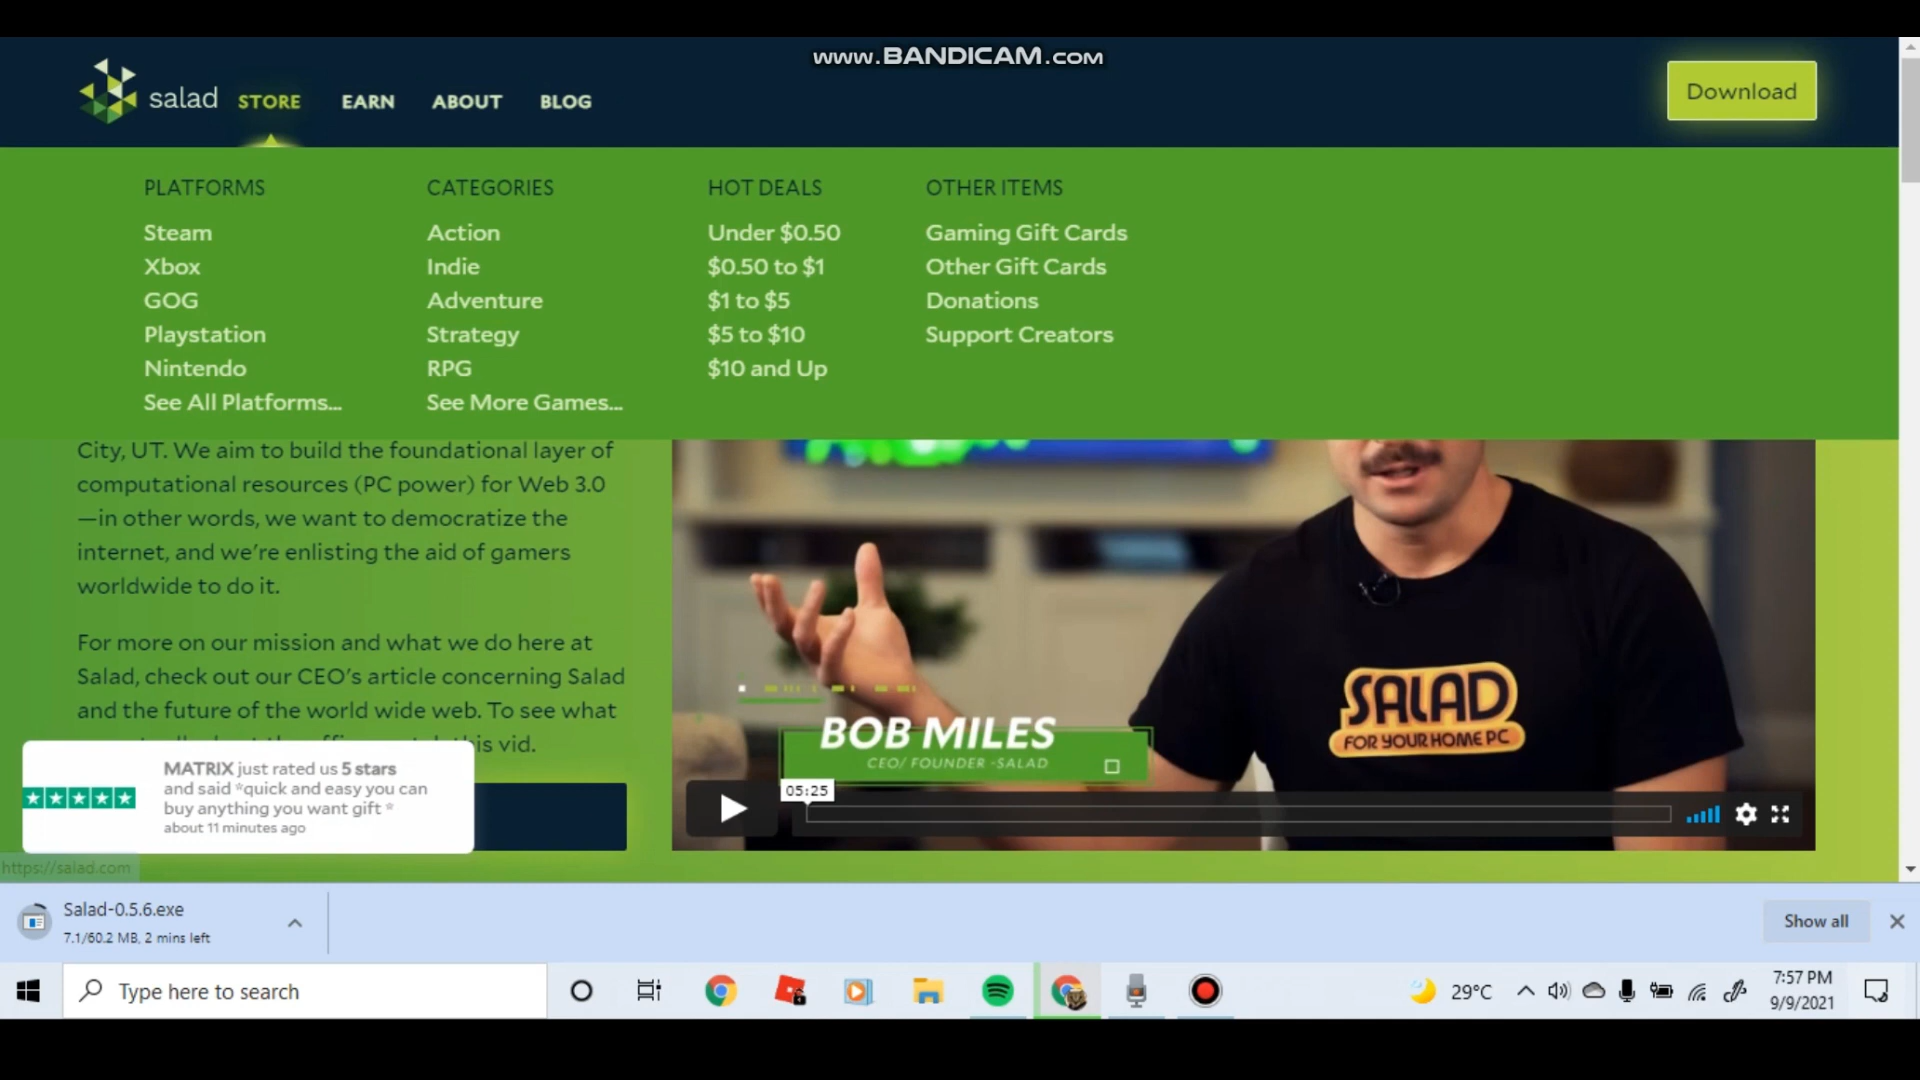 www.BANDICAM.com
salad
STORE
EARN
ABOUT
BLOG
Download
PLATFORMS
Steam
Xbox
GOG
Playstation
Nintendo
See All Platforms...
CATEGORIES
Action
Indie
Adventure
Strategy
RPG
See More Games...
HOT DEALS
Under $0.50
$0.50 to $1
$1 to $5
$5 to $10
$10 and Up
OTHER ITEMS
Gaming Gift Cards
Other Gift Cards
Donations
Support Creators
City, UT. We aim to build the foundational layer of
computational resources (PC power) for Web 3.0
—in other words, we want to democratize the
internet, and we're enlisting the aid of gamers
worldwide to do it.
For more on our mission and what we do here at
Salad, check out our CEO's article concerning Salad
and the future of the world wide web. To see what
this vid.
MATRIX just rated us 5 stars
and said "quick and easy you can
buy anything you want gift "
about 11 minutes ago
SALAD
FOR YOUR HOME PC
BOB MILES
CEO/ FOUNDER -SALAD
05:25
https://salad.com
Salad-0.5.6.exe
7.1/60.2 MB, 2 mins left
Show all
Type here to search
29°C
7:57 PM
9/9/2021